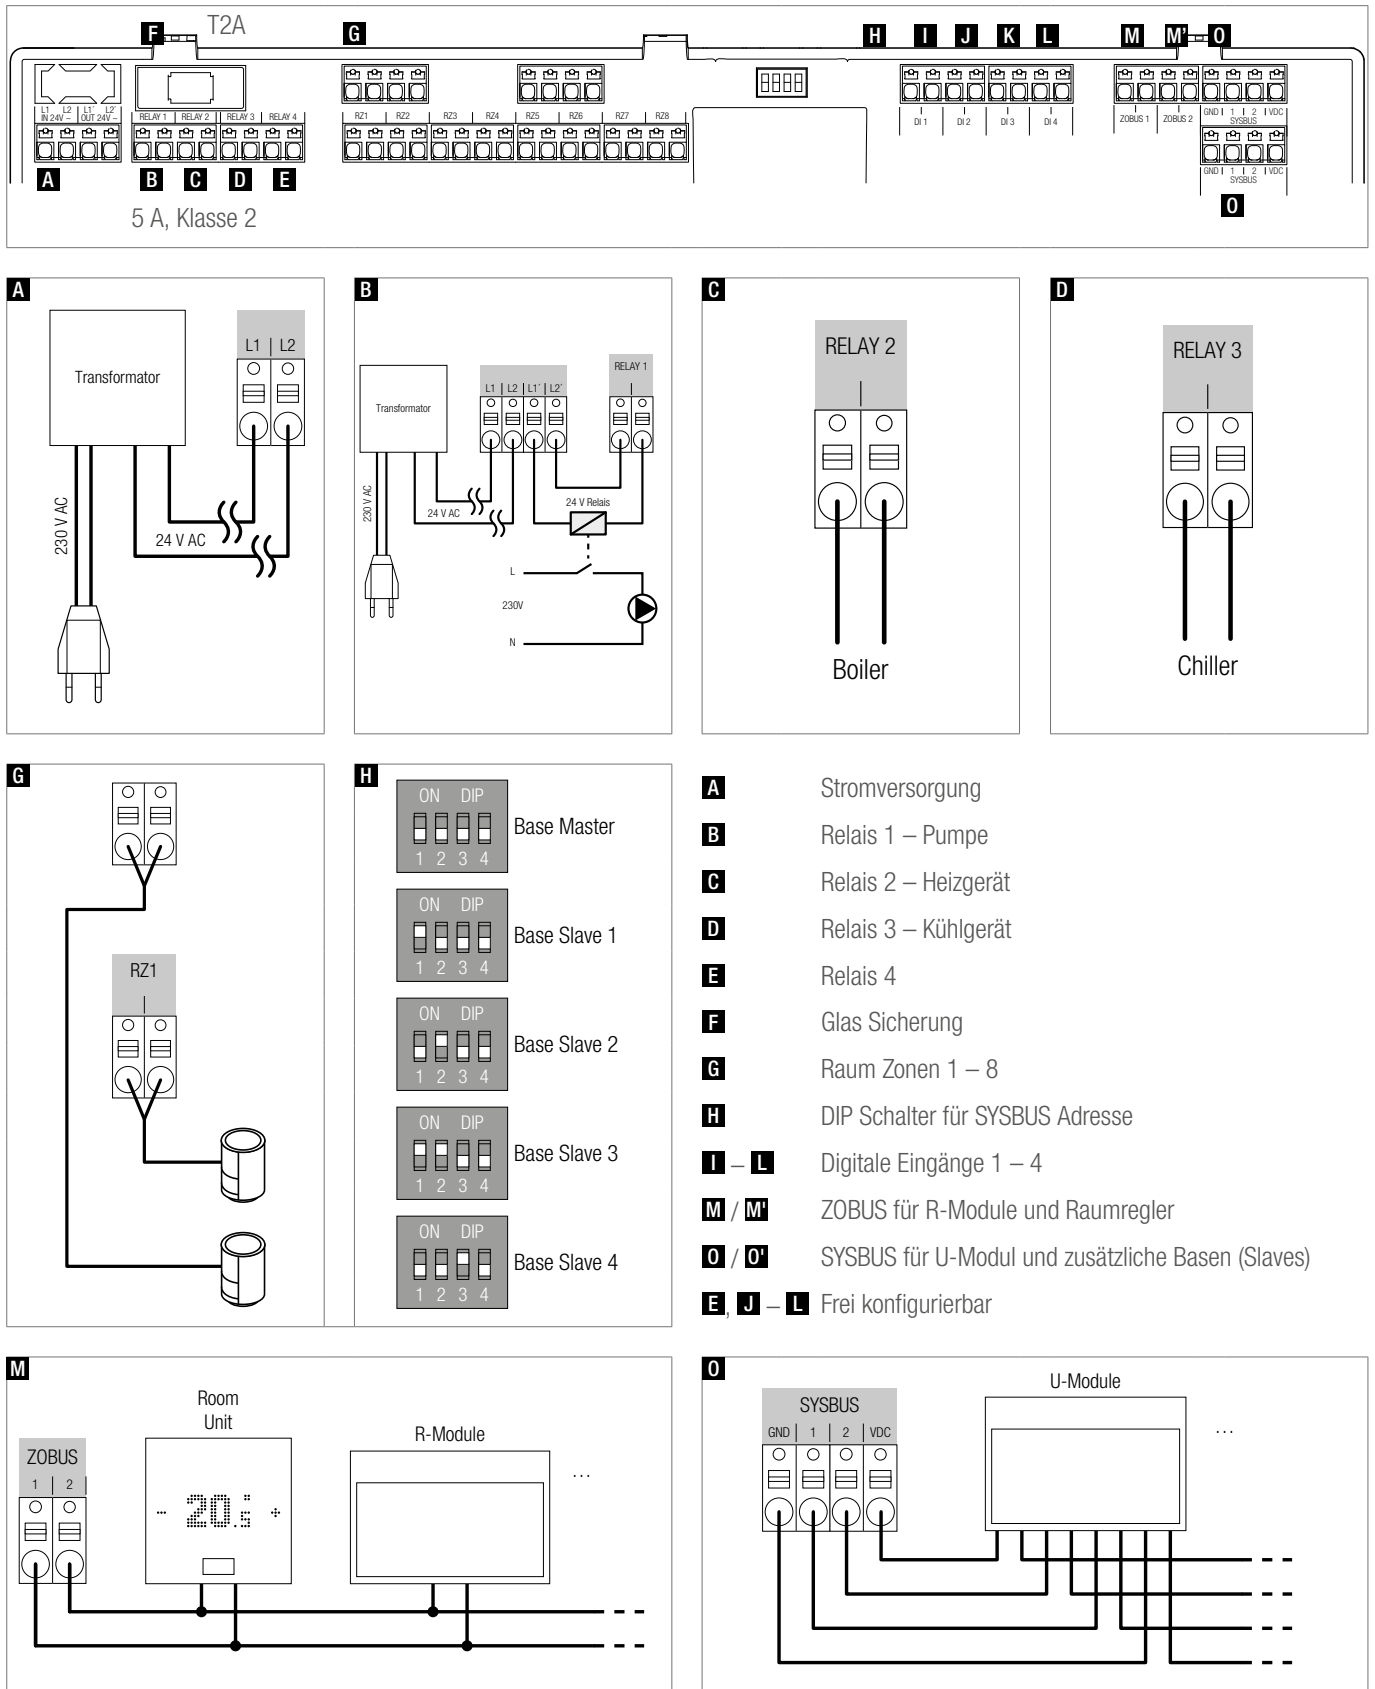 F T2A G H I J K L M M' O
L1 L2 L1' L2'
IN 24V ~ OUT 24V ~
RELAY 1 RELAY 2 RELAY 3 RELAY 4
RZ1 RZ2 RZ3 RZ4 RZ5 RZ6 RZ7 RZ8
DI 1 DI 2 DI 3 DI 4
ZOBUS 1 ZOBUS 2
GND 1 2 VDC
SYSBUS
GND 1 2 VDC
SYSBUS
A B C D E O
5 A, Klasse 2
A
Transformator
L1 L2
230 V AC
24 V AC
B
Transformator
L1 L2 L1´ L2´
RELAY 1
230 V AC
24 V AC
24 V Relais
L
230V
N
C
RELAY 2
Boiler
D
RELAY 3
Chiller
G
RZ1
H
ON DIP
1 2 3 4
Base Master
ON DIP
1 2 3 4
Base Slave 1
ON DIP
1 2 3 4
Base Slave 2
ON DIP
1 2 3 4
Base Slave 3
ON DIP
1 2 3 4
Base Slave 4
A Stromversorgung
B Relais 1 – Pumpe
C Relais 2 – Heizgerät
D Relais 3 – Kühlgerät
E Relais 4
F Glas Sicherung
G Raum Zonen 1 – 8
H DIP Schalter für SYSBUS Adresse
I – L Digitale Eingänge 1 – 4
M / M' ZOBUS für R-Module und Raumregler
O / O' SYSBUS für U-Modul und zusätzliche Basen (Slaves)
E, J – L Frei konfigurierbar
M
ZOBUS
1 2
Room
Unit
- 20.5 +
R-Module
...
O
SYSBUS
GND 1 2 VDC
U-Module
...